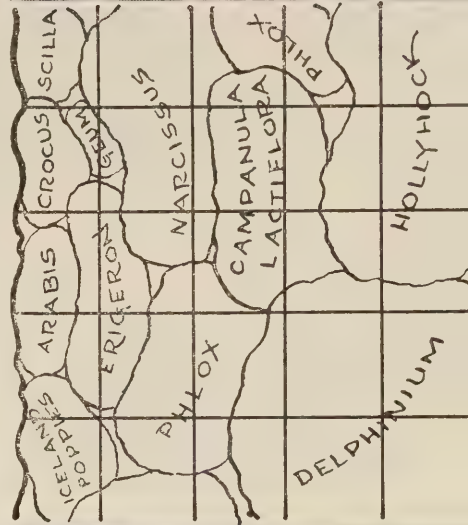 SCILLA
CROCUS
GEUM
ARABIS
ICELAND
POPPIES
ERIGERON
NARCISSUS
PHLOX
PHLOX
CAMPANULA
LACTIFLORA
HOLLYHOCK
DELPHINIUM